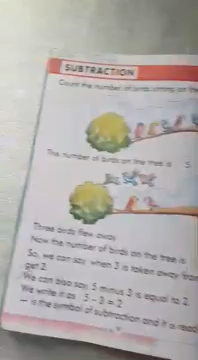 SUBTRACTION
Count the number of birds sitting on the
The number of birds on the tree is 5
Three birds flew away.
Now the number of birds on the tree is
So, we can say when 3 is taken away from
get 2.
We can also say, 5 minus 3 is equal to 2.
We write it as 5 - 3 = 2
— is the symbol of subtraction and it is read